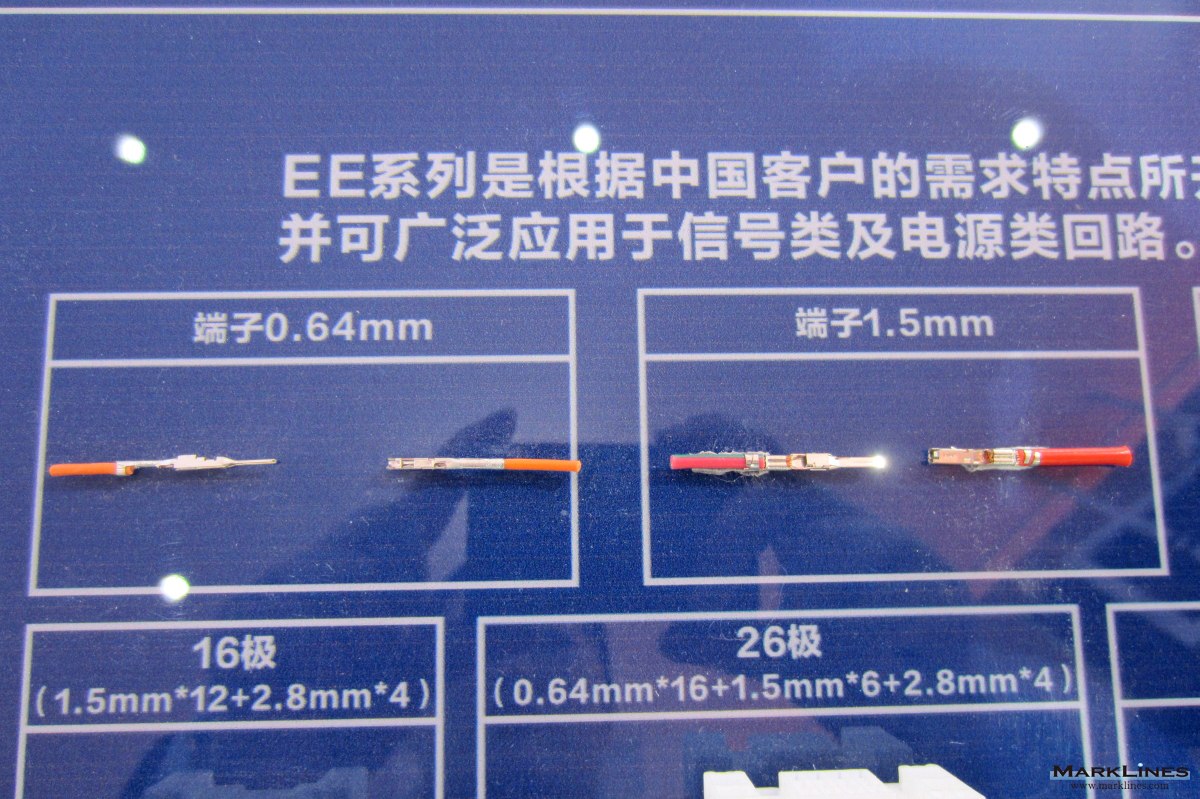 EE系列是根据中国客户的需求特点所
并可广泛应用于信号类及电源类回路。
端子0.64mm
端子1.5mm
16极
(1.5mm*12+2.8mm*4)
26极
(0.64mm*16+1.5mm*6+2.8mm*4)
MARKLINES
www.marklines.com